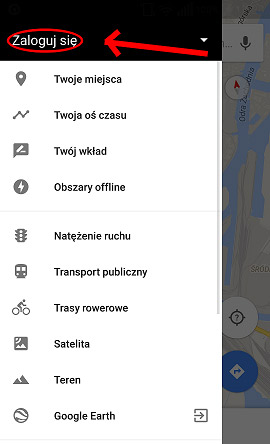 Zaloguj się
Twoje miejsca
Twoja oś czasu
Twój wkład
Obszary offline
Natężenie ruchu
Transport publiczny
Trasy rowerowe
Satelita
Teren
Google Earth